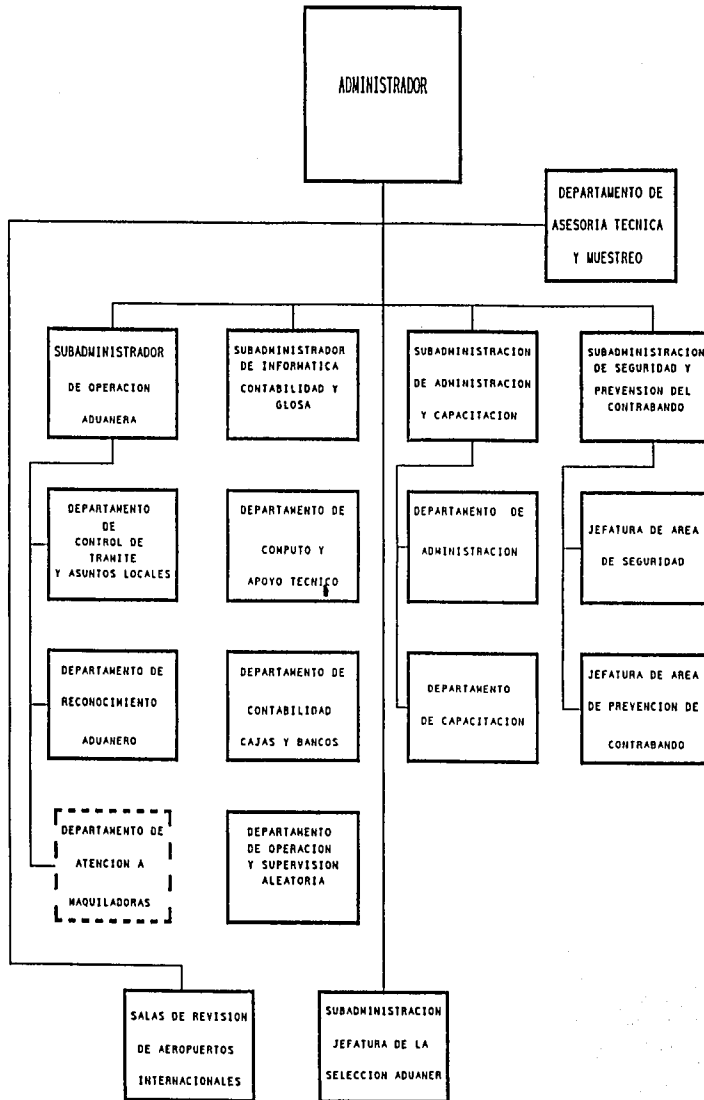 ADMINISTRADOR
DEPARTAMENTO DE
ASESORIA TECNICA
Y MUESTREO
SUBADMINISTRADOR
DE OPERACION
ADUANERA
SUBADMINISTRADOR
DE INFORMATICA
CONTABILIDAD Y
GLOSA
SUBADMINISTRACION
DE ADMINISTRACION
Y CAPACITACION
SUBADMINISTRACION
DE SEGURIDAD Y
PREVENSION DEL
CONTRABANDO
DEPARTAMENTO
DE
CONTROL DE
TRAMITE
Y ASUNTOS LOCALES
DEPARTAMENTO DE
COMPUTO Y
APOYO TECNICO
DEPARTAMENTO DE
ADMINISTRACION
JEFATURA DE AREA
DE SEGURIDAD
DEPARTAMENTO DE
RECONOCIMIENTO
ADUANERO
DEPARTAMENTO DE
CONTABILIDAD
CAJAS Y BANCOS
DEPARTAMENTO
DE CAPACITACION
JEFATURA DE AREA
DE PREVENCION DE
CONTRABANDO
DEPARTAMENTO DE
ATENCION A
MAQUILADORAS
DEPARTAMENTO
DE OPERACION
Y SUPERVISION
ALEATORIA
SALAS DE REVISION
DE AEROPUERTOS
INTERNACIONALES
SUBADMINISTRACION
JEFATURA DE LA
SELECCION ADUANER